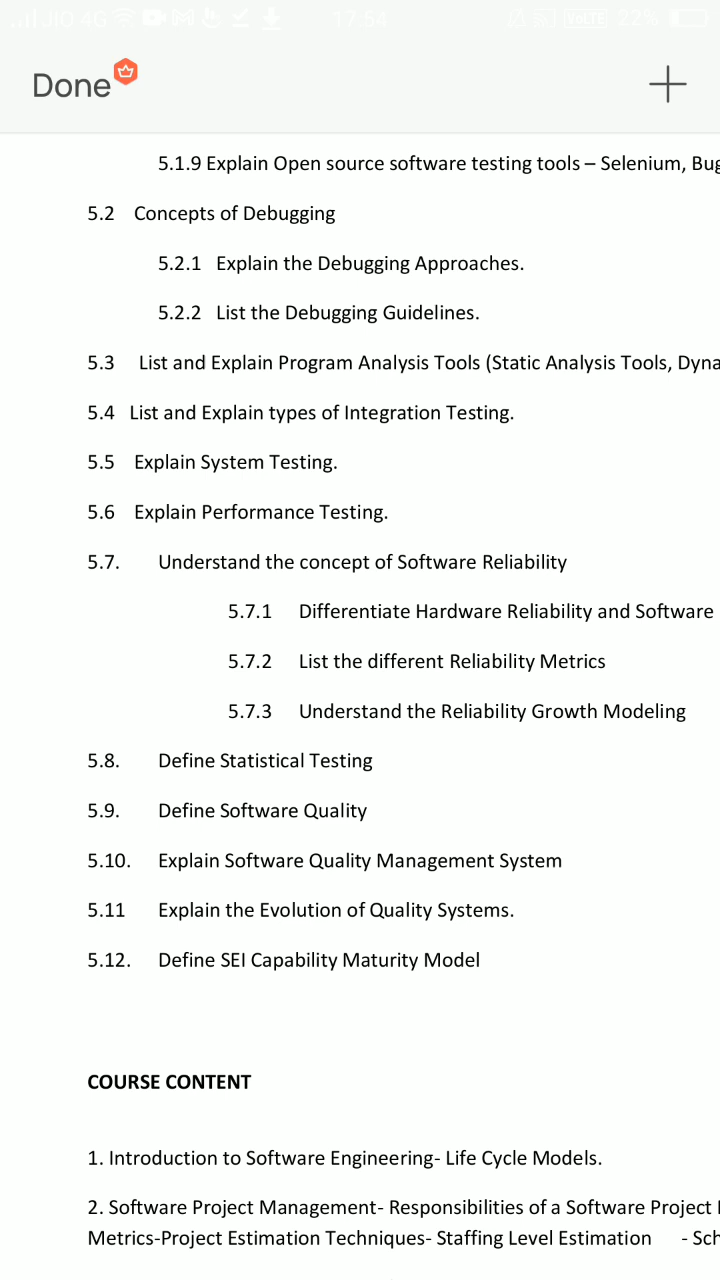 JIO 4G 17:54 VoLTE 22%
Done
5.1.9 Explain Open source software testing tools – Selenium, Bug
5.2 Concepts of Debugging
5.2.1 Explain the Debugging Approaches.
5.2.2 List the Debugging Guidelines.
5.3 List and Explain Program Analysis Tools (Static Analysis Tools, Dyna
5.4 List and Explain types of Integration Testing.
5.5 Explain System Testing.
5.6 Explain Performance Testing.
5.7. Understand the concept of Software Reliability
5.7.1 Differentiate Hardware Reliability and Software
5.7.2 List the different Reliability Metrics
5.7.3 Understand the Reliability Growth Modeling
5.8. Define Statistical Testing
5.9. Define Software Quality
5.10. Explain Software Quality Management System
5.11 Explain the Evolution of Quality Systems.
5.12. Define SEI Capability Maturity Model
COURSE CONTENT
1. Introduction to Software Engineering- Life Cycle Models.
2. Software Project Management- Responsibilities of a Software Project
Metrics-Project Estimation Techniques- Staffing Level Estimation - Sch